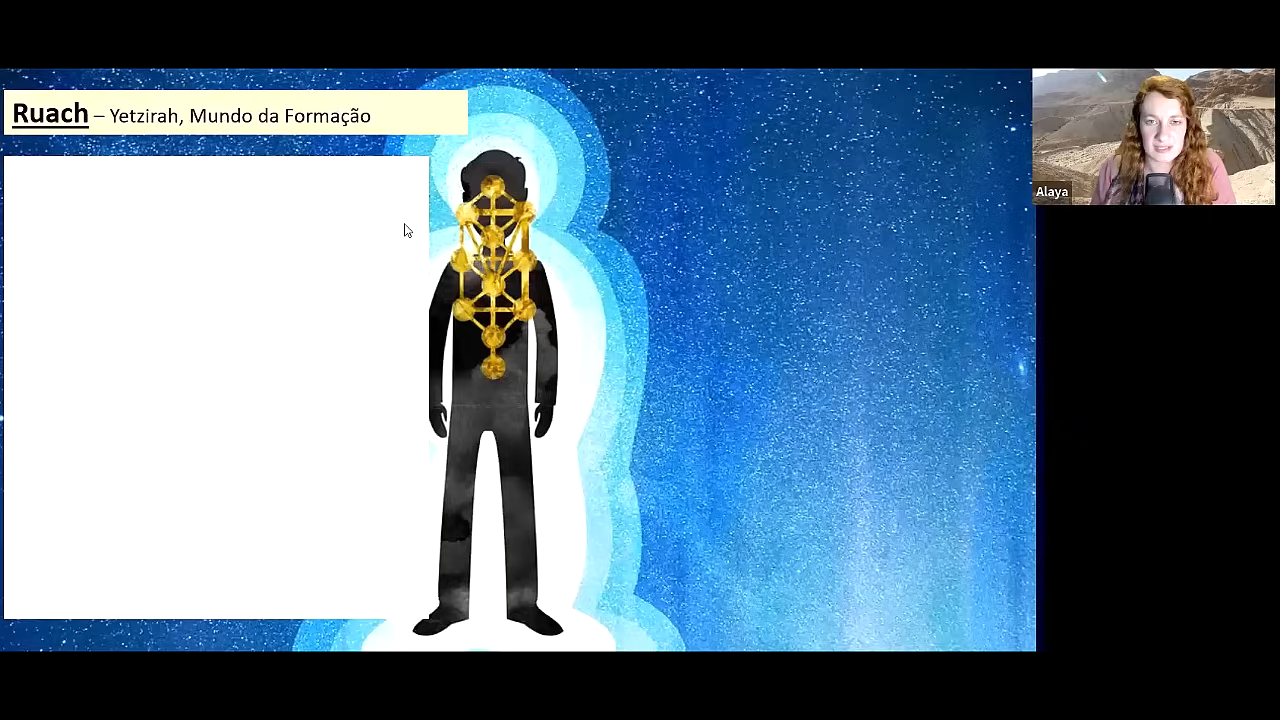 Ruach – Yetzirah, Mundo da Formação
Alaya